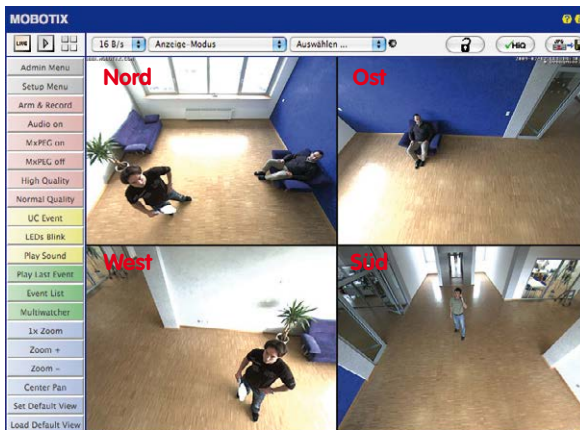 MOBOTIX
LIVE
16 B/s
Anzeige-Modus
Auswählen ...
HiQ
Admin Menu
Setup Menu
Arm & Record
Audio on
MxPEG on
MxPEG off
High Quality
Normal Quality
UC Event
LEDs Blink
Play Sound
Play Last Event
Event List
Multiwatcher
1x Zoom
Zoom +
Zoom −
Center Pan
Set Default View
Load Default View
Nord
Ost
West
Süd